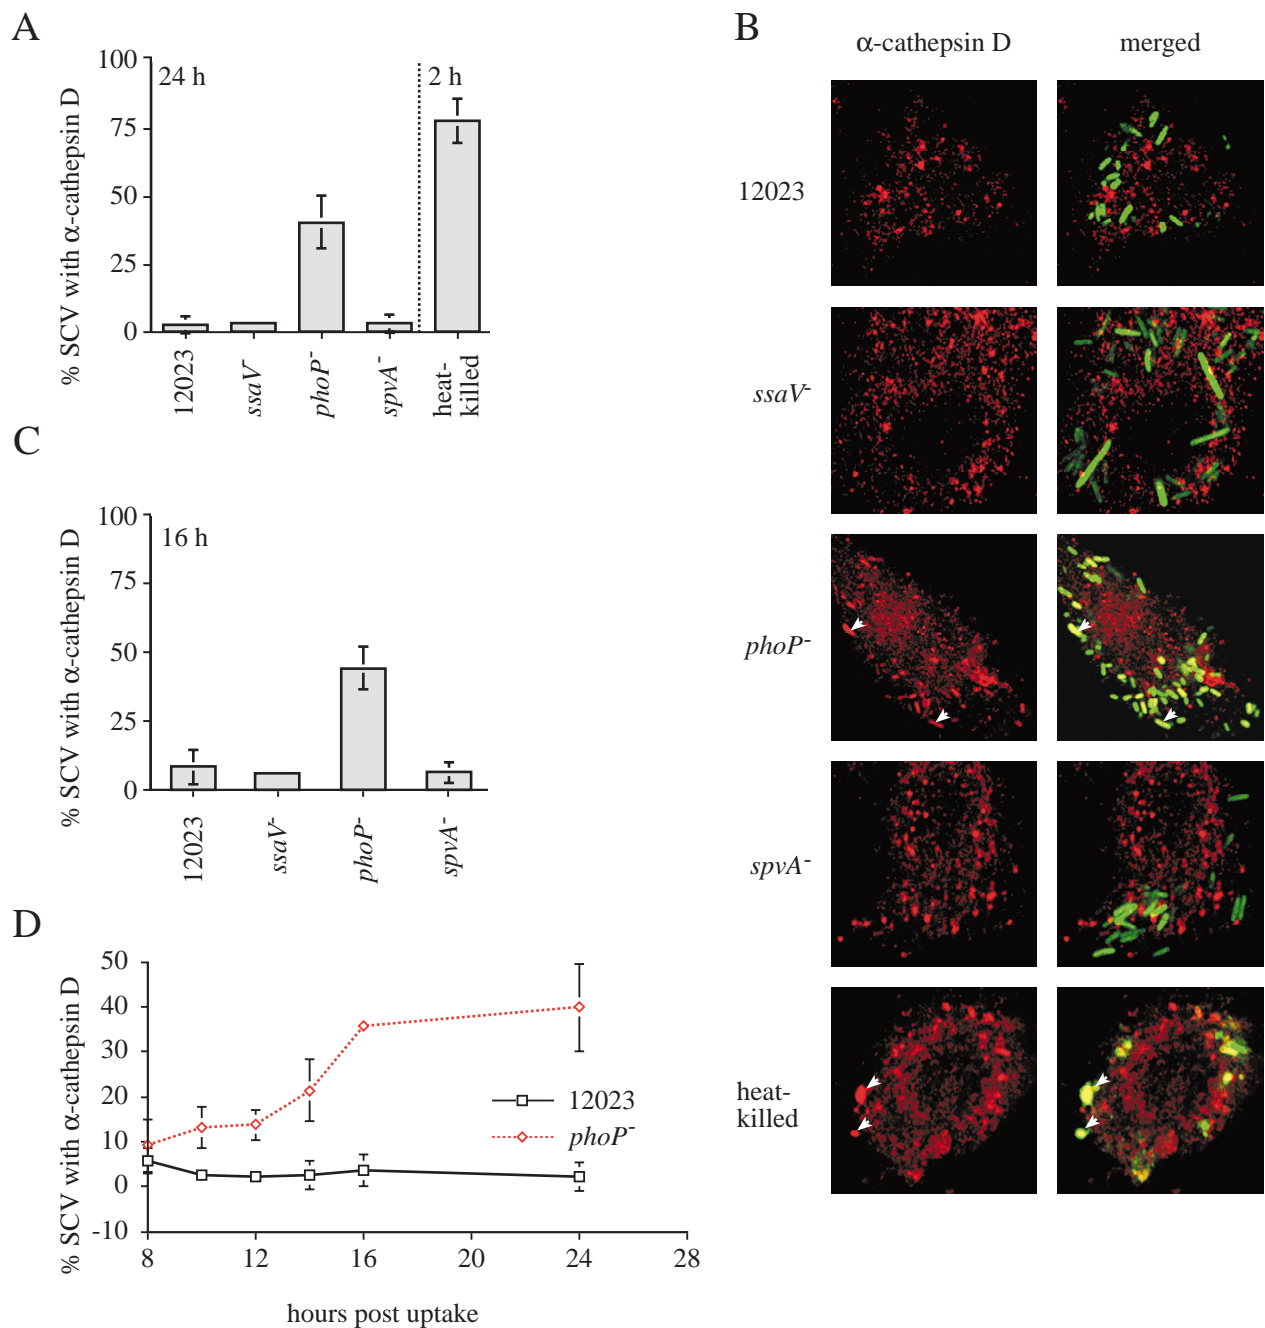 A
% SCV with α-cathepsin D
100
75
50
25
0
24 h
2 h
12023
ssaV-
phoP-
spvA-
heat-
killed
B
α-cathepsin D
merged
12023
ssaV-
phoP-
spvA-
heat-
killed
C
% SCV with α-cathepsin D
100
75
50
25
0
16 h
12023
ssaV-
phoP-
spvA-
D
% SCV with α-cathepsin D
50
40
30
20
10
0
-10
12023
phoP-
8
12
16
20
24
28
hours post uptake